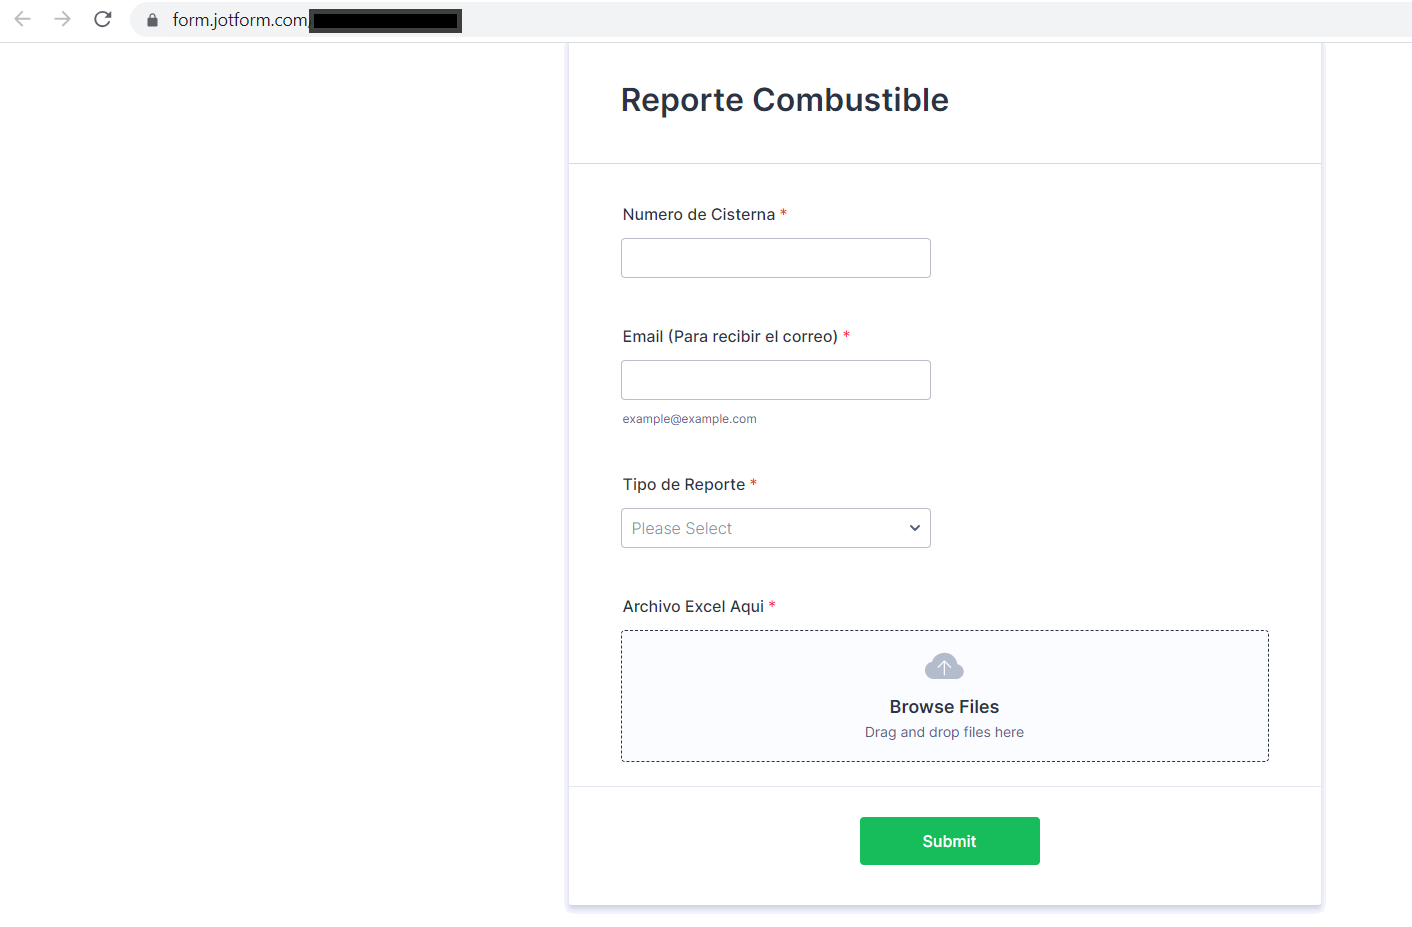 form.jotform.com/
Reporte Combustible
Numero de Cisterna *
Email (Para recibir el correo) *
example@example.com
Tipo de Reporte *
Please Select
Archivo Excel Aqui *
Browse Files
Drag and drop files here
Submit